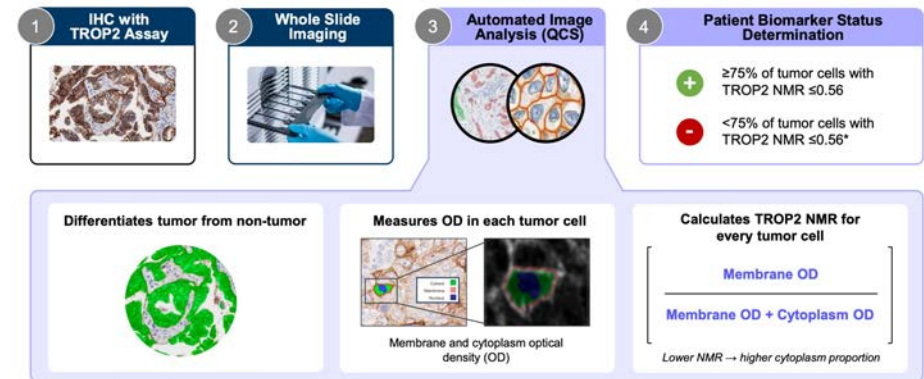 1
IHC with
TROP2 Assay
2
Whole Slide
Imaging
3
Automated Image
Analysis (QCS)
4
Patient Biomarker Status
Determination
+
≥75% of tumor cells with
TROP2 NMR ≤0.56
-
<75% of tumor cells with
TROP2 NMR ≤0.56*
Differentiates tumor from non-tumor
Measures OD in each tumor cell
Membrane
Membrane and cytoplasm optical
density (OD)
Calculates TROP2 NMR for
every tumor cell
Membrane OD
Membrane OD + Cytoplasm OD
Lower NMR → higher cytoplasm proportion